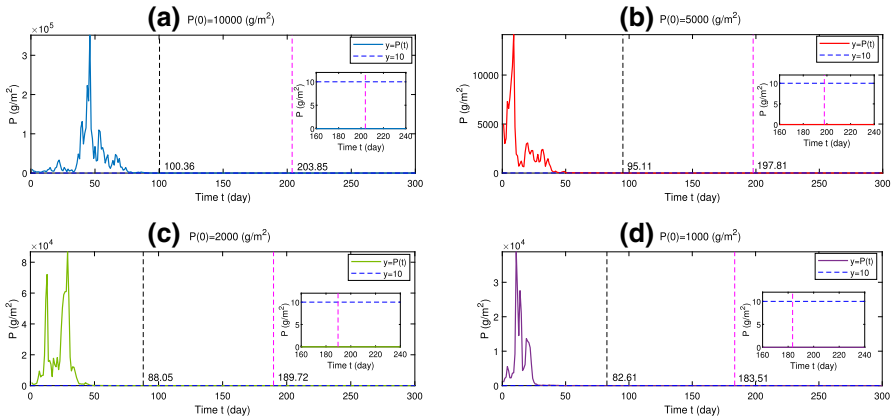 (a)
P(0)=10000 (g/m²)
×10⁵
y=P(t)
y=10
3
2
1
0
P (g/m²)
10
5
0
P (g/m²)
160 180 200 220 240
Time t (day)
100.36
203.85
0 50 100 150 200 250 300
Time t (day)
(b)
P(0)=5000 (g/m²)
y=P(t)
y=10
10000
5000
0
P (g/m²)
10
5
0
P (g/m²)
160 180 200 220 240
Time t (day)
95.11
197.81
0 50 100 150 200 250 300
Time t (day)
(c)
P(0)=2000 (g/m²)
×10⁴
y=P(t)
y=10
8
6
4
2
0
P (g/m²)
10
5
0
P (g/m²)
160 180 200 220 240
Time t (day)
88.05
189.72
0 50 100 150 200 250 300
Time t (day)
(d)
P(0)=1000 (g/m²)
×10⁴
y=P(t)
y=10
3
2
1
0
P (g/m²)
10
5
0
P (g/m²)
160 180 200 220 240
Time t (day)
82.61
183.51
0 50 100 150 200 250 300
Time t (day)